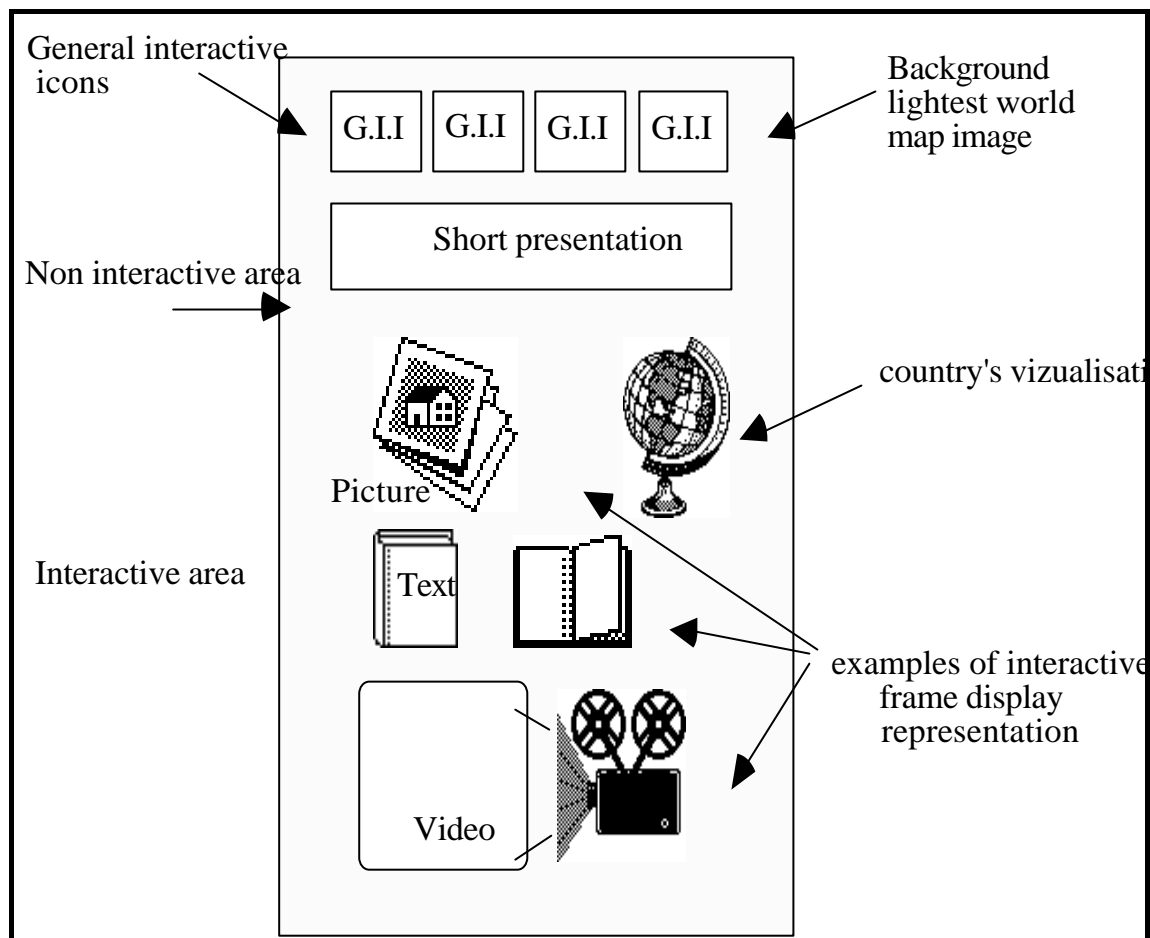 General interactive
icons
Background
lightest world
map image
G.I.I G.I.I G.I.I G.I.I
Short presentation
Non interactive area
country's vizualisati
Picture
Interactive area
Text
examples of interactive
frame display
representation
Video